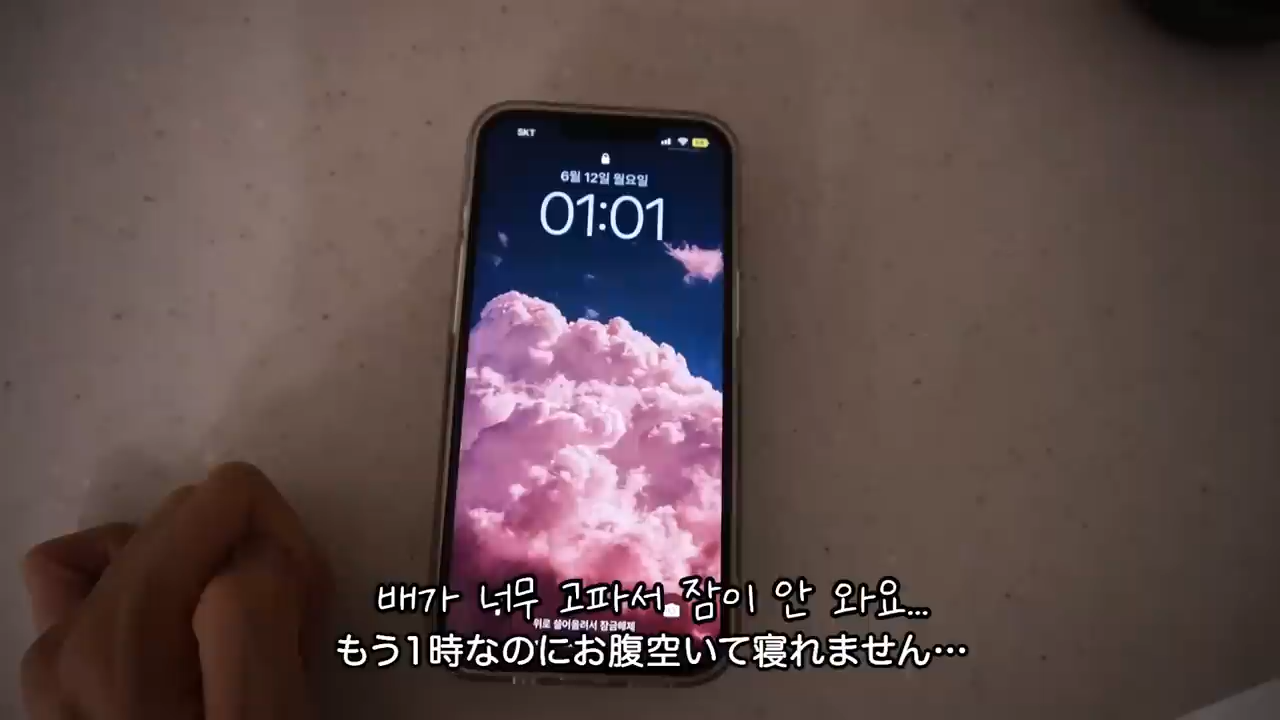 SKT
6월 12일 월요일
01:01
배가 너무 고파서 잠이 안 와요...
위로 쓸어올려서 잠금해제
もう1時なのにお腹空いて寝れません…